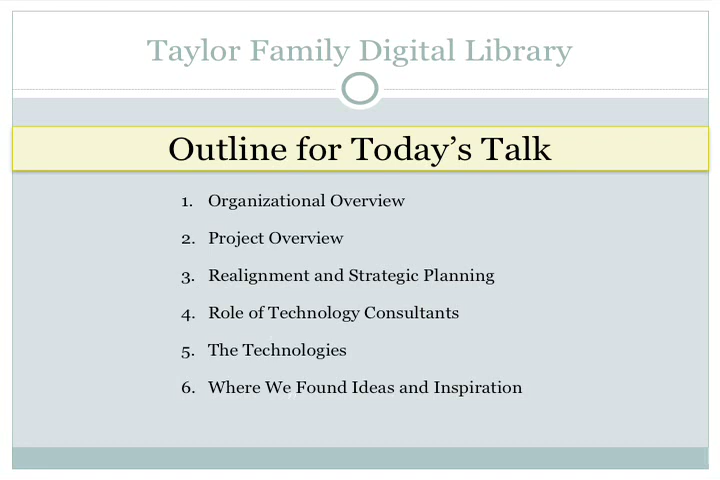 Taylor Family Digital Library
Outline for Today’s Talk
1. Organizational Overview
2. Project Overview
3. Realignment and Strategic Planning
4. Role of Technology Consultants
5. The Technologies
6. Where We Found Ideas and Inspiration